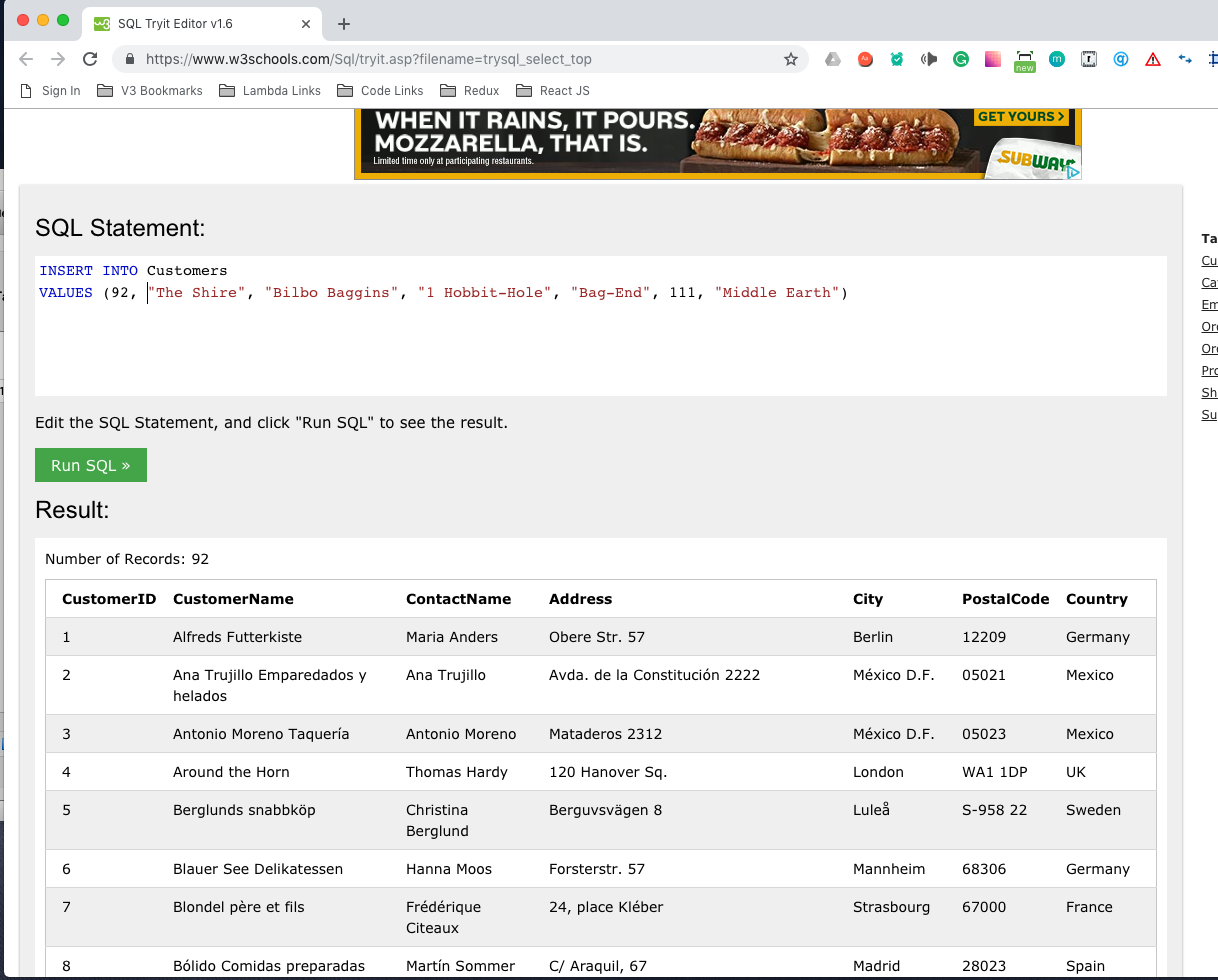 SQL Tryit Editor v1.6
https://www.w3schools.com/Sql/tryit.asp?filename=trysql_select_top
new
Sign In V3 Bookmarks Lambda Links Code Links Redux React JS
WHEN IT RAINS, IT POURS.
MOZZARELLA, THAT IS.
Limited time only at participating restaurants.
GET YOURS >
SUBWAY
SQL Statement:
INSERT INTO Customers
VALUES (92, "The Shire", "Bilbo Baggins", "1 Hobbit-Hole", "Bag-End", 111, "Middle Earth")
Edit the SQL Statement, and click "Run SQL" to see the result.
Run SQL »
Result:
Number of Records: 92
CustomerID CustomerName ContactName Address City PostalCode Country
1 Alfreds Futterkiste Maria Anders Obere Str. 57 Berlin 12209 Germany
2 Ana Trujillo Emparedados y helados Ana Trujillo Avda. de la Constitución 2222 México D.F. 05021 Mexico
3 Antonio Moreno Taquería Antonio Moreno Mataderos 2312 México D.F. 05023 Mexico
4 Around the Horn Thomas Hardy 120 Hanover Sq. London WA1 1DP UK
5 Berglunds snabbköp Christina Berglund Berguvsvägen 8 Luleå S-958 22 Sweden
6 Blauer See Delikatessen Hanna Moos Forsterstr. 57 Mannheim 68306 Germany
7 Blondel père et fils Frédérique Citeaux 24, place Kléber Strasbourg 67000 France
8 Bólido Comidas preparadas Martín Sommer C/ Araquil, 67 Madrid 28023 Spain
Ta
Cu
Ca
Em
Or
Or
Pro
Sh
Su